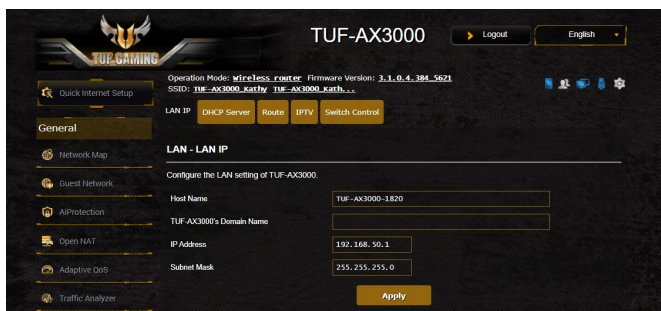 TUF GAMING
TUF-AX3000
Logout
English
Quick Internet Setup
General
Network Map
Guest Network
AiProtection
Open NAT
Adaptive QoS
Traffic Analyzer
Operation Mode: Wireless router Firmware Version: 3.1.0.4.384_5621
SSID: TUF-AX3000_Kathy TUF-AX3000_Kath...
LAN IP DHCP Server Route IPTV Switch Control
LAN - LAN IP
Configure the LAN setting of TUF-AX3000.
Host Name TUF-AX3000-1820
TUF-AX3000's Domain Name
IP Address 192.168.50.1
Subnet Mask 255.255.255.0
Apply